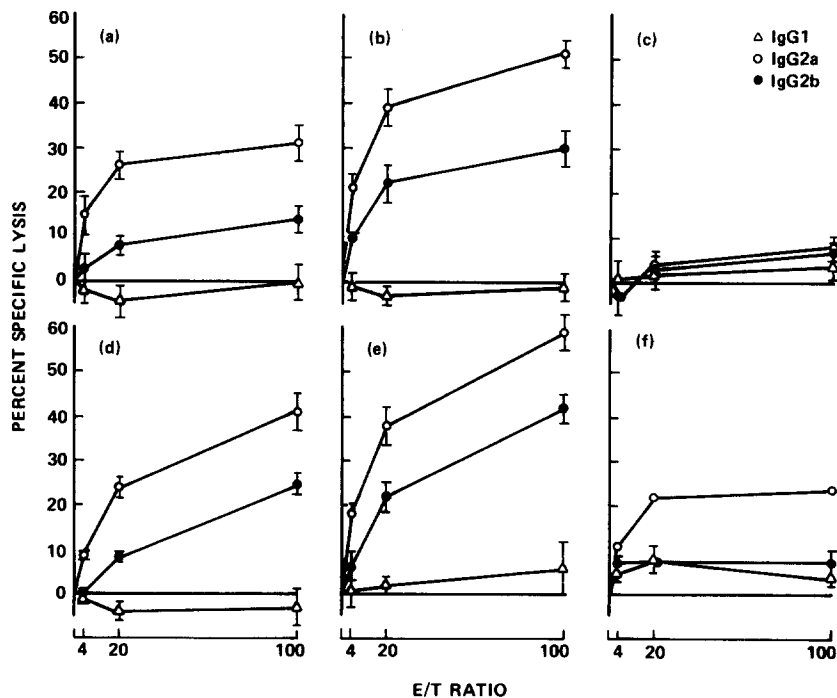 60
50
40
30
20
10
0
(a)
(b)
(c)
IgG1
IgG2a
IgG2b
PERCENT SPECIFIC LYSIS
60
50
40
30
20
10
0
(d)
(e)
(f)
4 20 100
4 20 100
4 20 100
E/T RATIO